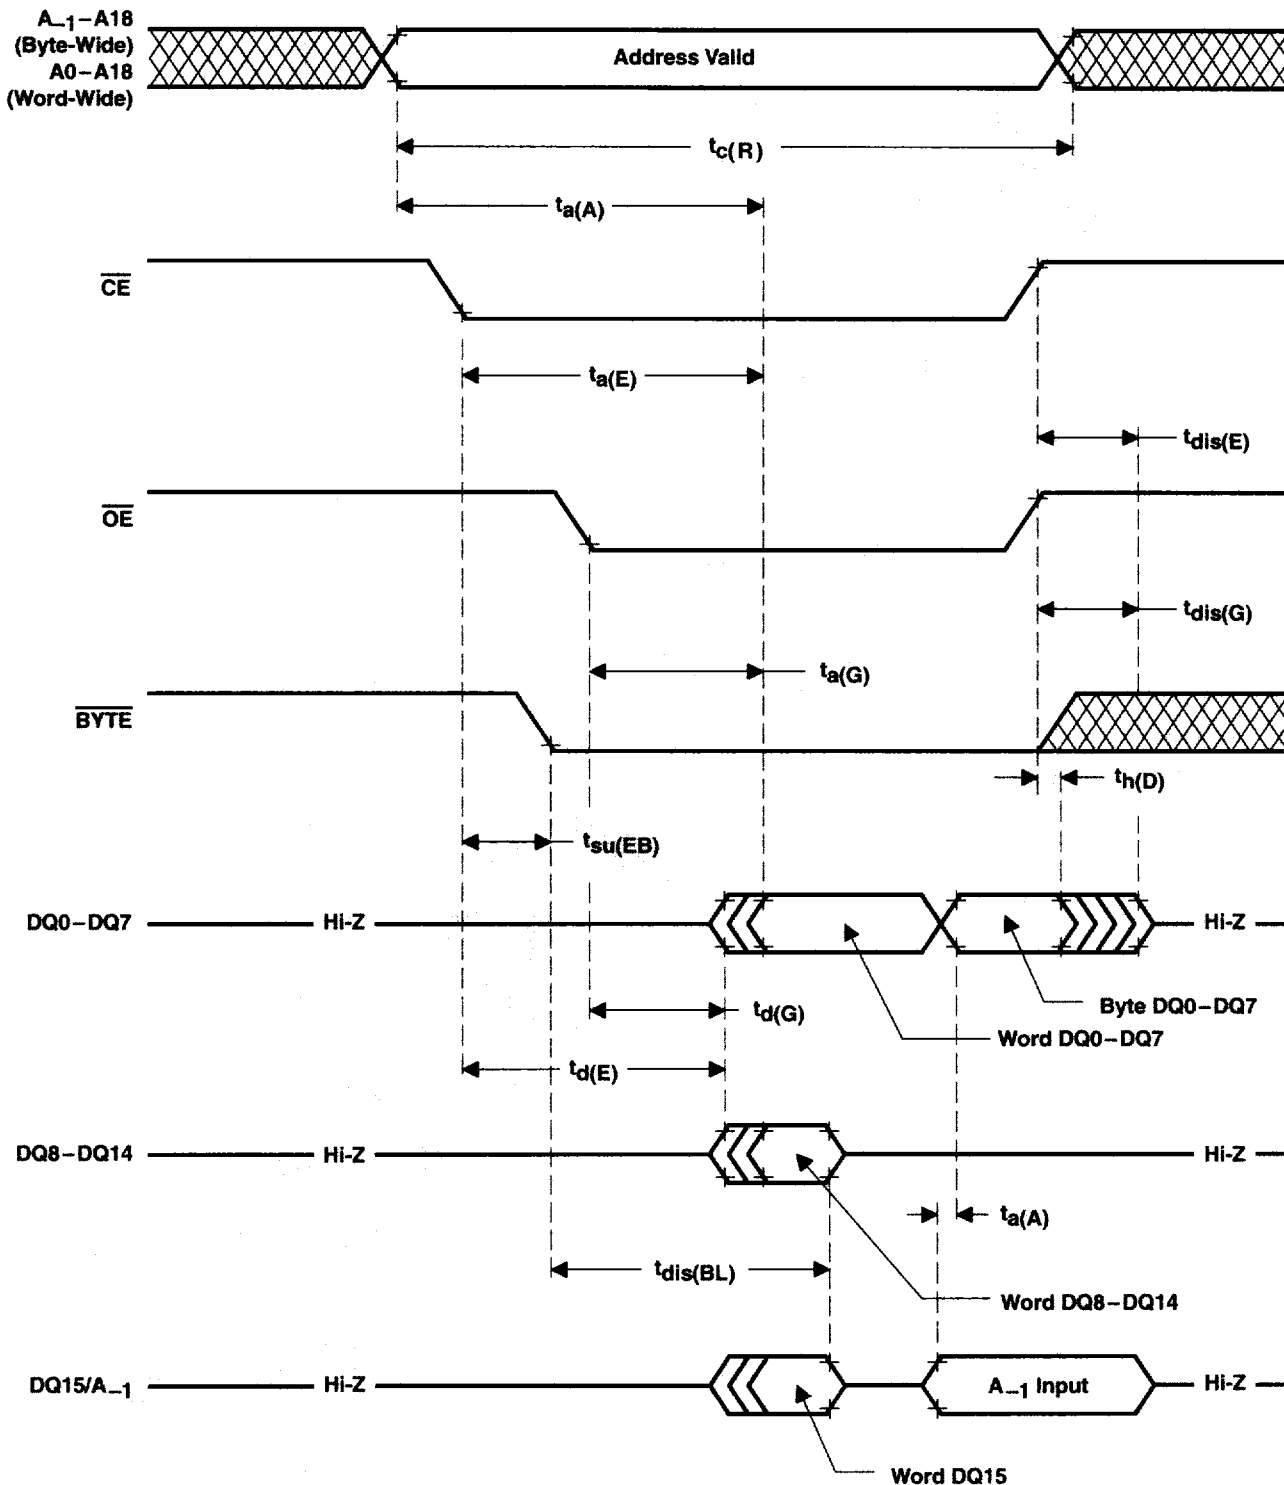 A–1–A18
(Byte-Wide)
A0–A18
(Word-Wide)
Address Valid
tc(R)
ta(A)
CE
ta(E)
tdis(E)
OE
tdis(G)
ta(G)
BYTE
th(D)
tsu(EB)
DQ0–DQ7
Hi-Z
Hi-Z
Byte DQ0–DQ7
td(G)
Word DQ0–DQ7
td(E)
DQ8–DQ14
Hi-Z
Hi-Z
ta(A)
tdis(BL)
Word DQ8–DQ14
DQ15/A–1
Hi-Z
A–1 Input
Hi-Z
Word DQ15